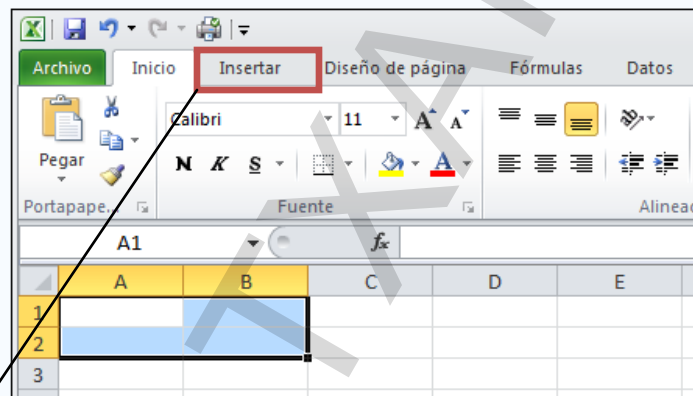 Archivo Inicio Insertar Diseño de página Fórmulas Datos
Calibri 11 A A
Pegar N K S A
Portapape... Fuente Alineac
A1 fx
A B C D E
1
2
3
TXA